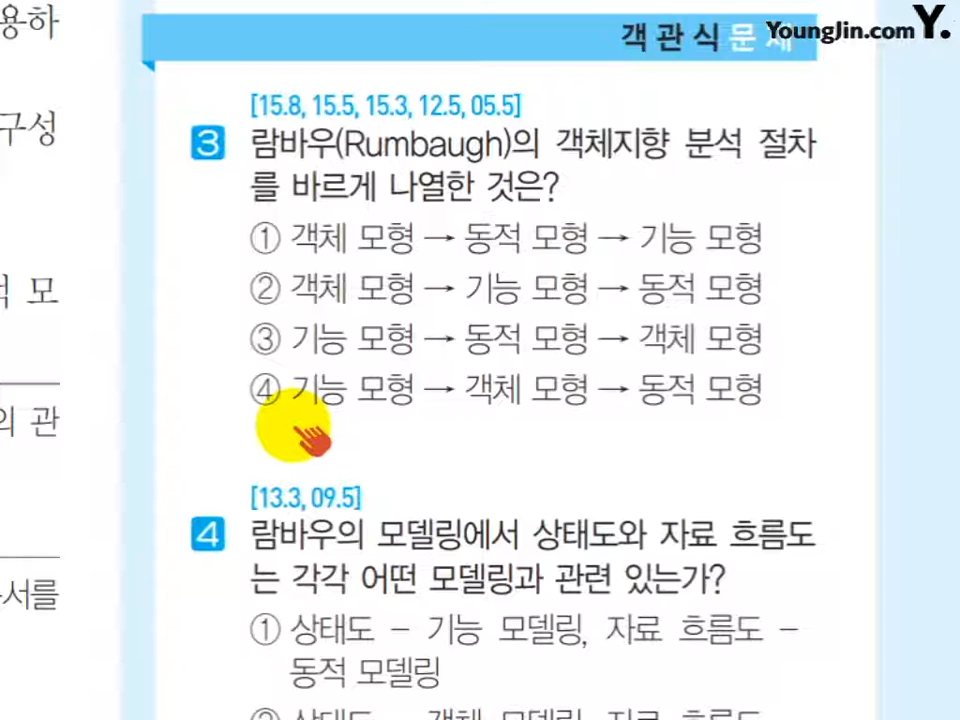 용하
구성
모
관
서를
객관식 문제
YoungJin.com Y.
[15.8, 15.5, 15.3, 12.5, 05.5]
3 람바우(Rumbaugh)의 객체지향 분석 절차
를 바르게 나열한 것은?
① 객체 모형 → 동적 모형 → 기능 모형
② 객체 모형 → 기능 모형 → 동적 모형
③ 기능 모형 → 동적 모형 → 객체 모형
④ 기능 모형 → 객체 모형 → 동적 모형
[13.3, 09.5]
4 람바우의 모델링에서 상태도와 자료 흐름도
는 각각 어떤 모델링과 관련 있는가?
① 상태도 - 기능 모델링, 자료 흐름도 -
동적 모델링